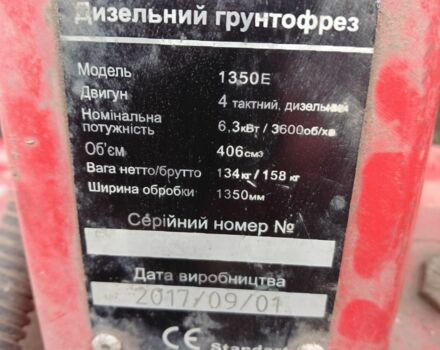 Дизельний грунтофрез
Модель 1350E
Двигун 4 тактний, дизельний
Номінальна
потужність 6,3кВт / 3600об/хв
Об'єм 406см3
Вага нетто/брутто 134кг / 158 кг
Ширина обробки 1350мм
Серійний номер №
Дата виробництва
2017/09/01
CE Standart